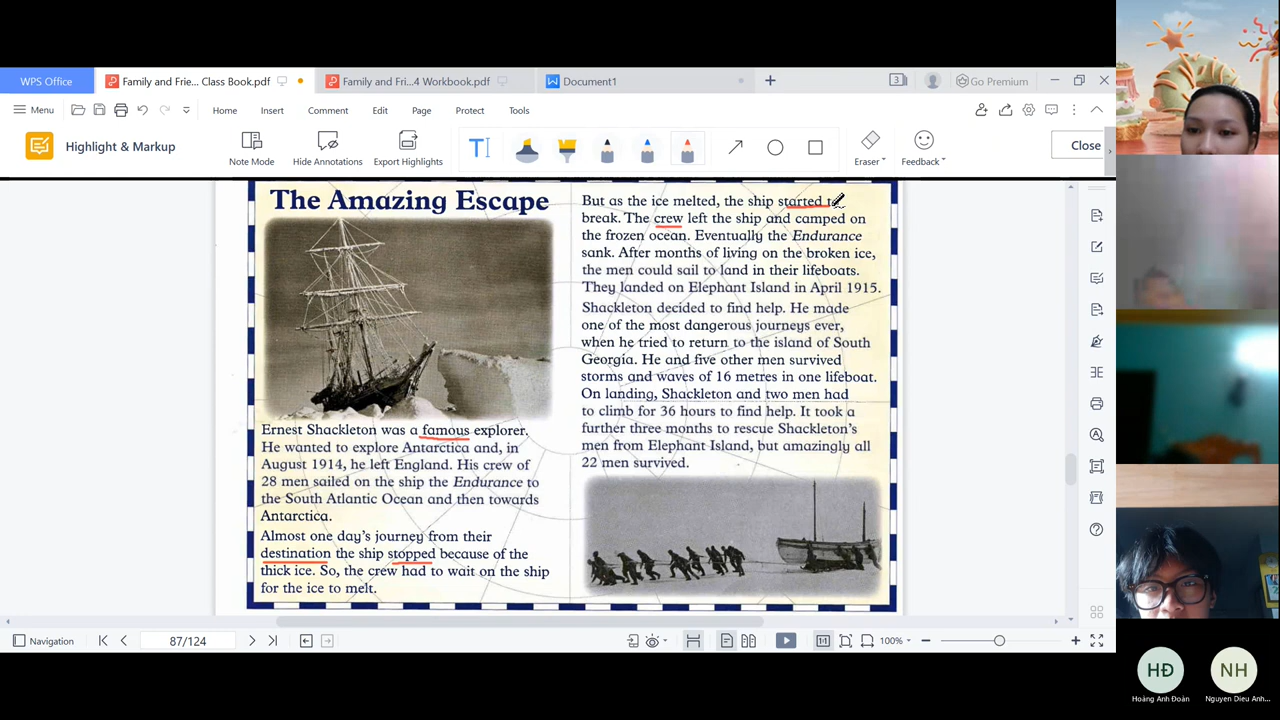 WPS Office
Family and Frie... Class Book.pdf
Family and Fri...4 Workbook.pdf
Document1
3
Go Premium
Menu
Home
Insert
Comment
Edit
Page
Protect
Tools
Highlight & Markup
Note Mode
Hide Annotations
Export Highlights
Eraser
Feedback
Close
The Amazing Escape
Ernest Shackleton was a famous explorer.
He wanted to explore Antarctica and, in
August 1914, he left England. His crew of
28 men sailed on the ship the Endurance to
the South Atlantic Ocean and then towards
Antarctica.
Almost one day's journey from their
destination the ship stopped because of the
thick ice. So, the crew had to wait on the ship
for the ice to melt.
But as the ice melted, the ship started
break. The crew left the ship and camped on
the frozen ocean. Eventually the Endurance
sank. After months of living on the broken ice,
the men could sail to land in their lifeboats.
They landed on Elephant Island in April 1915.
Shackleton decided to find help. He made
one of the most dangerous journeys ever,
when he tried to return to the island of South
Georgia. He and five other men survived
storms and waves of 16 metres in one lifeboat.
On landing, Shackleton and two men had
to climb for 36 hours to find help. It took a
further three months to rescue Shackleton's
men from Elephant Island, but amazingly all
22 men survived.
Navigation
87/124
100%
HĐ
Hoàng Anh Đoàn
NH
Nguyen Dieu Anh...